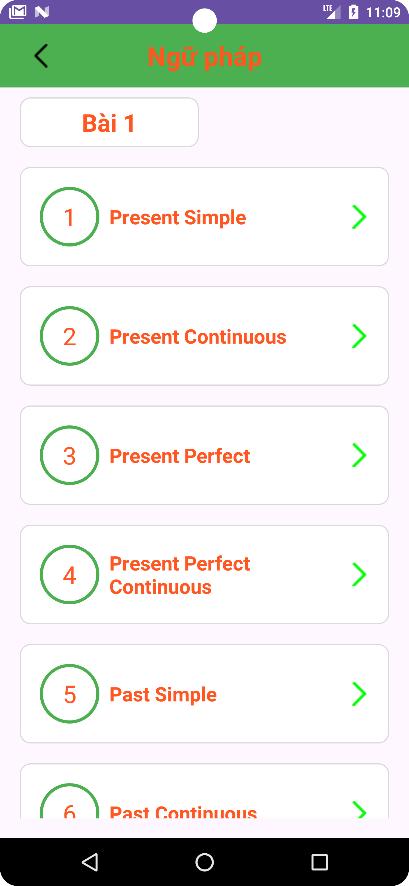 LTE 11:09
Ngữ pháp
Bài 1
1 Present Simple
2 Present Continuous
3 Present Perfect
4 Present Perfect
Continuous
5 Past Simple
6 Past Continuous